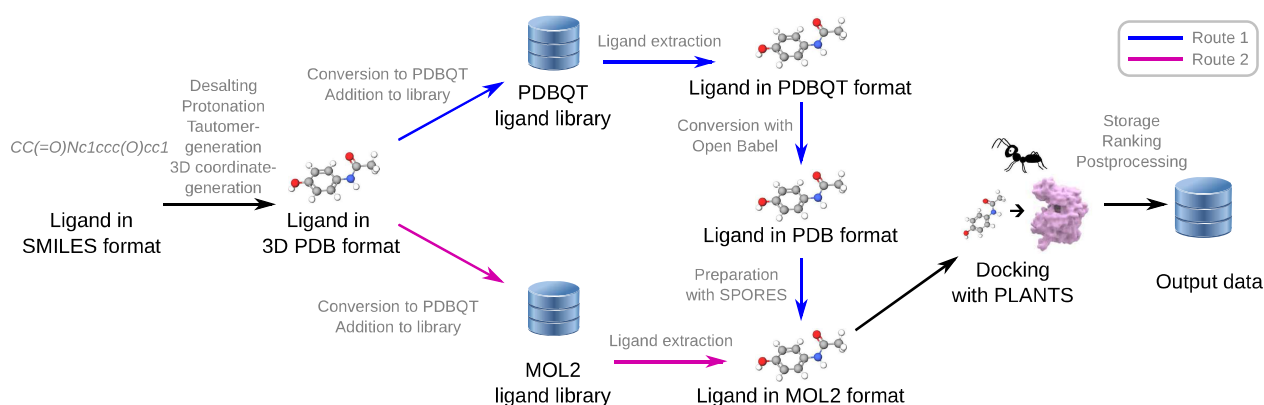 CC(=O)Nc1ccc(O)cc1
Ligand in
SMILES format
Desalting
Protonation
Tautomer-
generation
3D coordinate-
generation
Ligand in
3D PDB format
Conversion to PDBQT
Addition to library
PDBQT
ligand library
Ligand extraction
Ligand in PDBQT format
Conversion with
Open Babel
Ligand in PDB format
Preparation
with SPORES
Conversion to PDBQT
Addition to library
MOL2
ligand library
Ligand extraction
Ligand in MOL2 format
Docking
with PLANTS
Storage
Ranking
Postprocessing
Output data
Route 1
Route 2